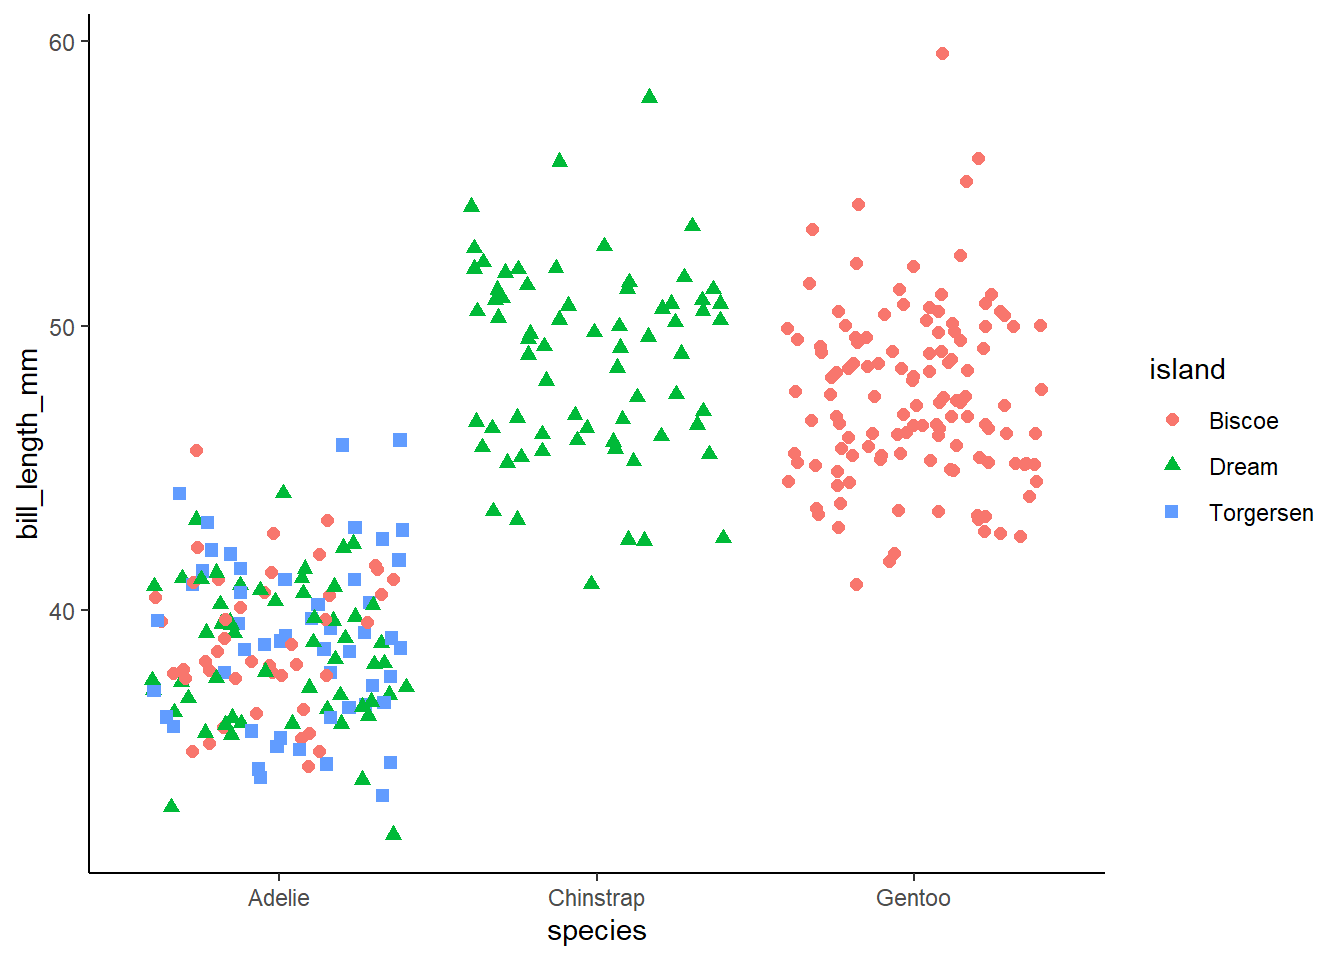 60
50
40
bill_length_mm
Adelie
Chinstrap
Gentoo
species
island
Biscoe
Dream
Torgersen